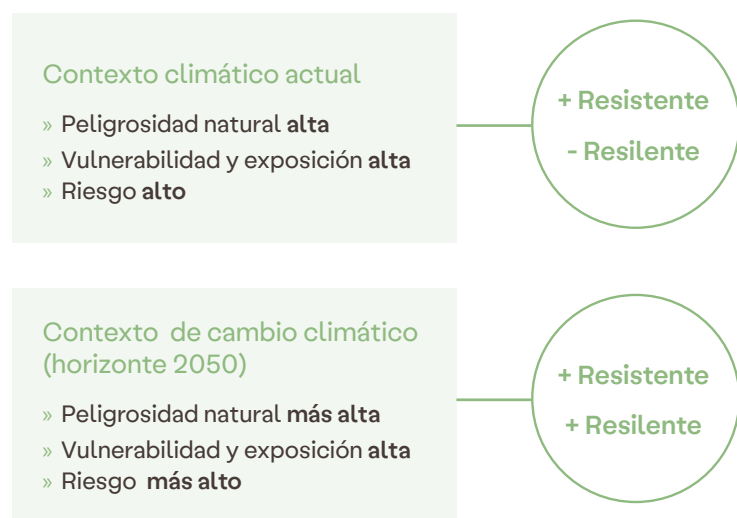 Contexto climático actual
» Peligrosidad natural alta
» Vulnerabilidad y exposición alta
» Riesgo alto
+ Resistente
- Resilente
Contexto de cambio climático
(horizonte 2050)
» Peligrosidad natural más alta
» Vulnerabilidad y exposición alta
» Riesgo más alto
+ Resistente
+ Resilente